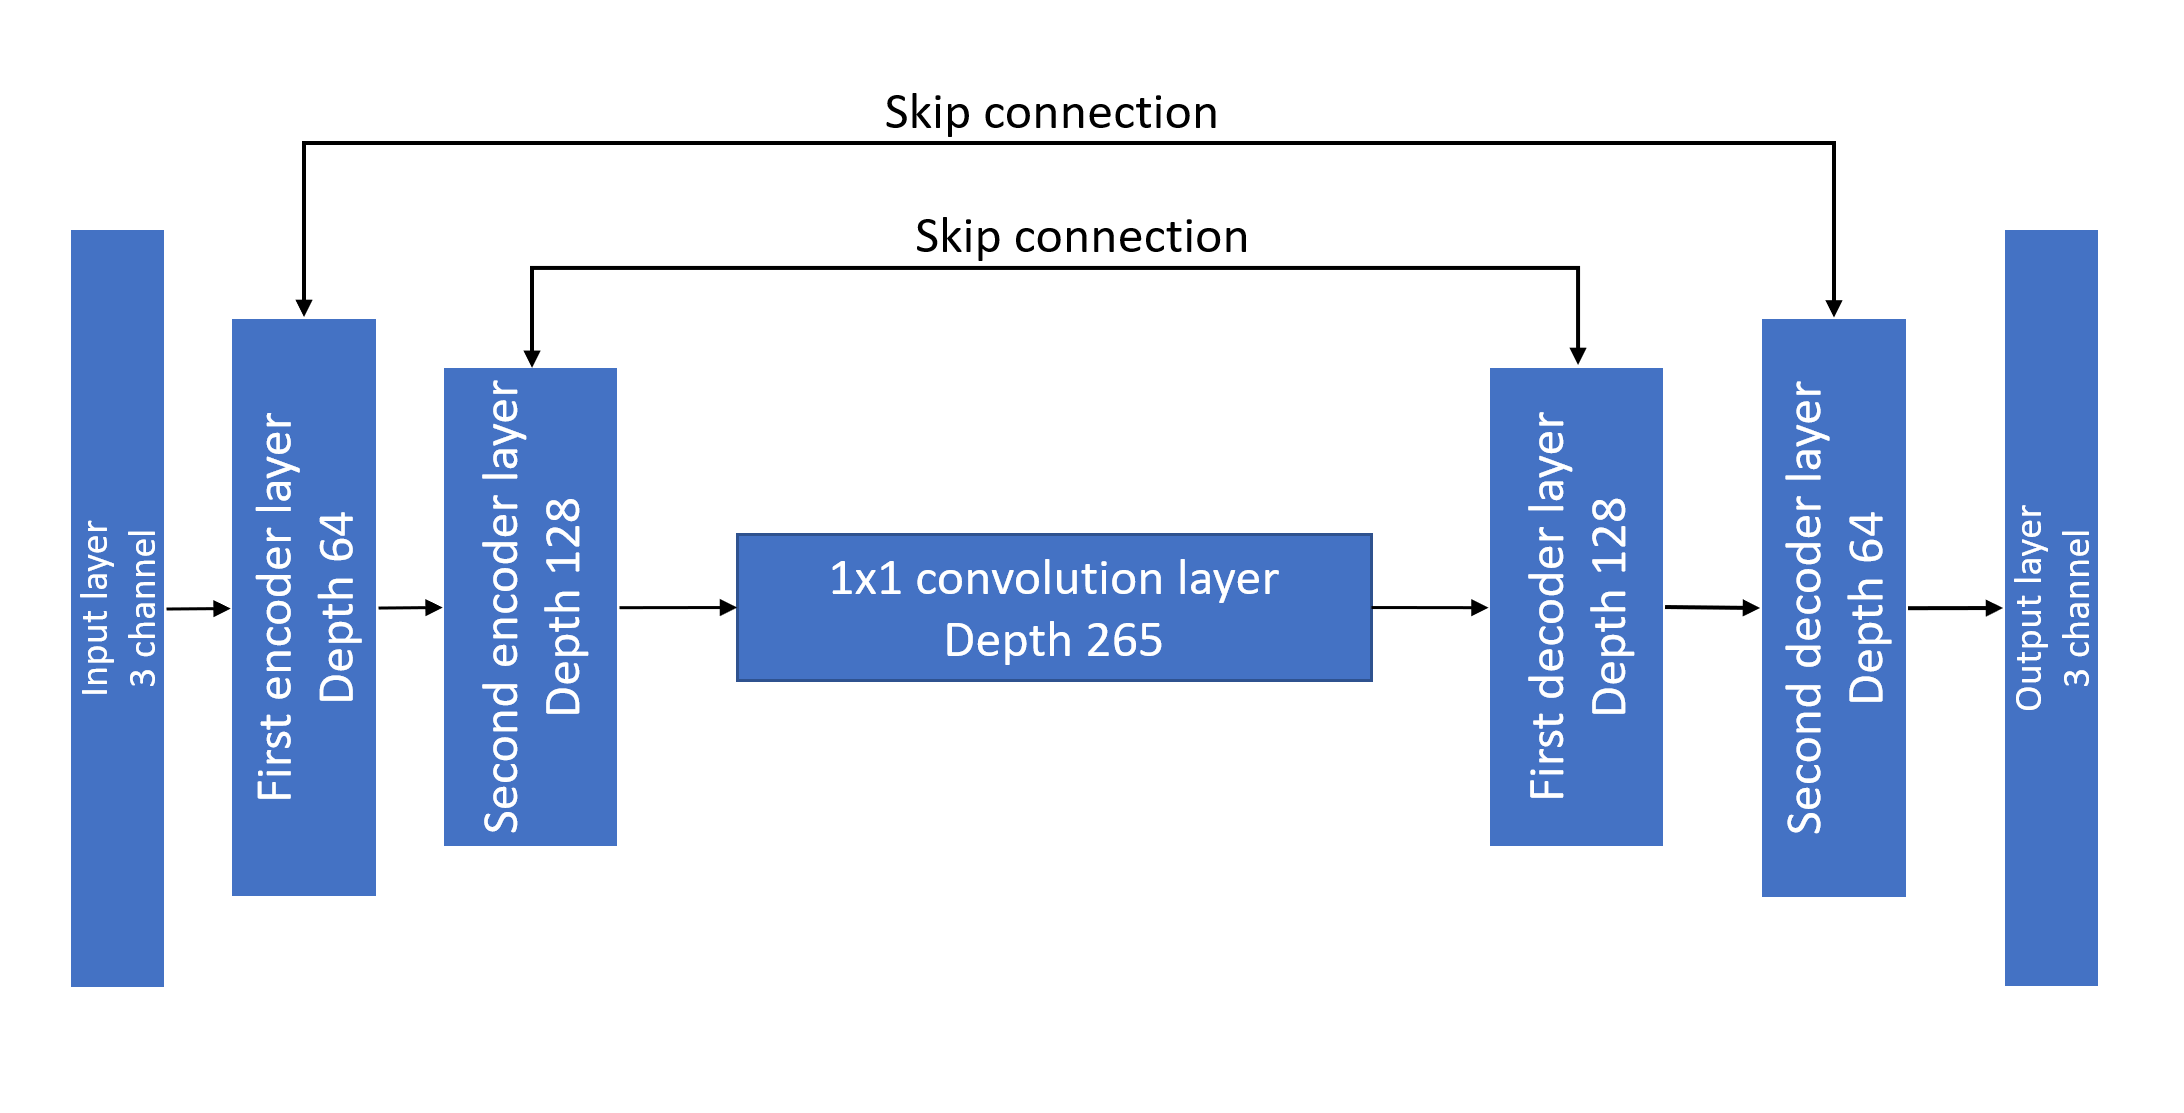 Skip connection
Skip connection
Input layer
3 channel
First encoder layer
Depth 64
Second encoder layer
Depth 128
1x1 convolution layer
Depth 265
First decoder layer
Depth 128
Second decoder layer
Depth 64
Output layer
3 channel